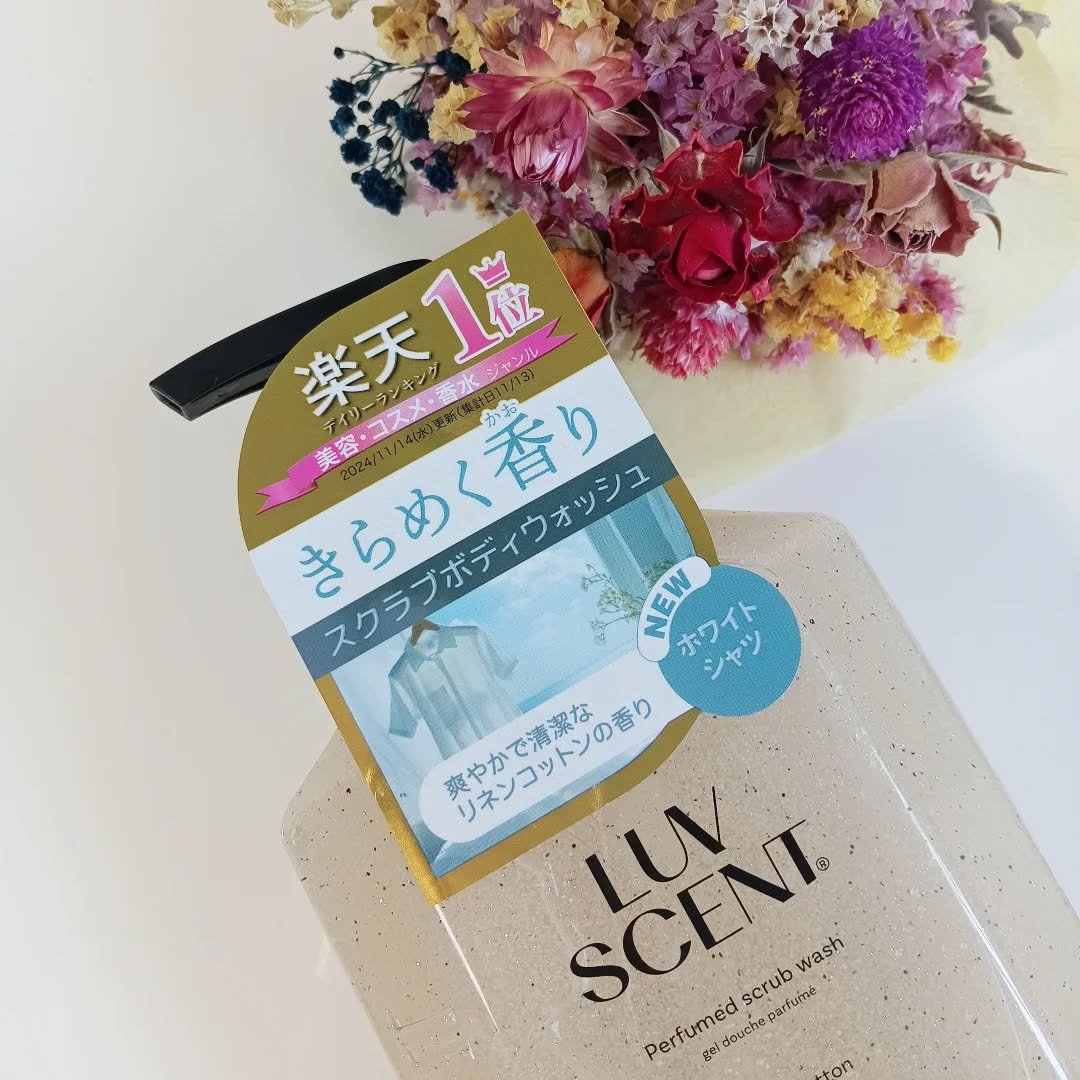 楽天1位
デイリーランキング
美容・コスメ・香水 ジャンル
2024/11/14(水)更新(集計日11/13)
かお
きらめく香り
スクラブボディウォッシュ
NEW
ホワイト
シャツ
爽やかで清潔な
リネンコットンの香り
LUV
SCENT®
Perfumed scrub wash
gel douche parfumé